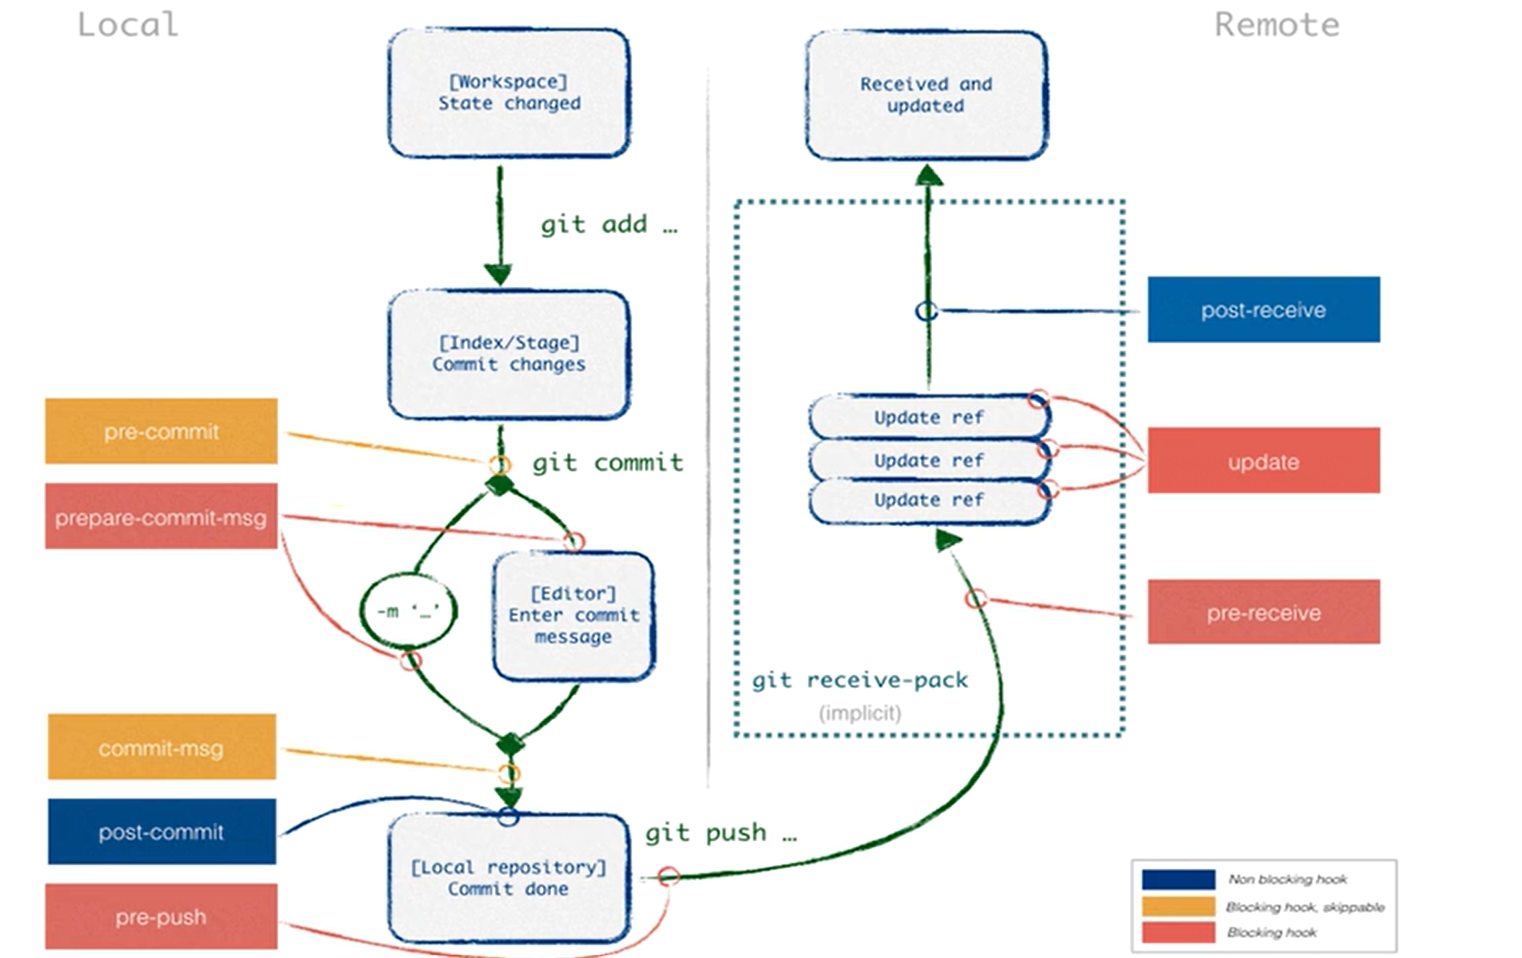 Local
Remote
[Workspace]
State changed
Received and
updated
git add …
post-receive
[Index/Stage]
Commit changes
pre-commit
git commit
Update ref
Update ref
Update ref
update
prepare-commit-msg
-m ‘…’
[Editor]
Enter commit
message
pre-receive
git receive-pack
(implicit)
commit-msg
post-commit
git push …
[Local repository]
Commit done
pre-push
Non blocking hook
Blocking hook, skippable
Blocking hook